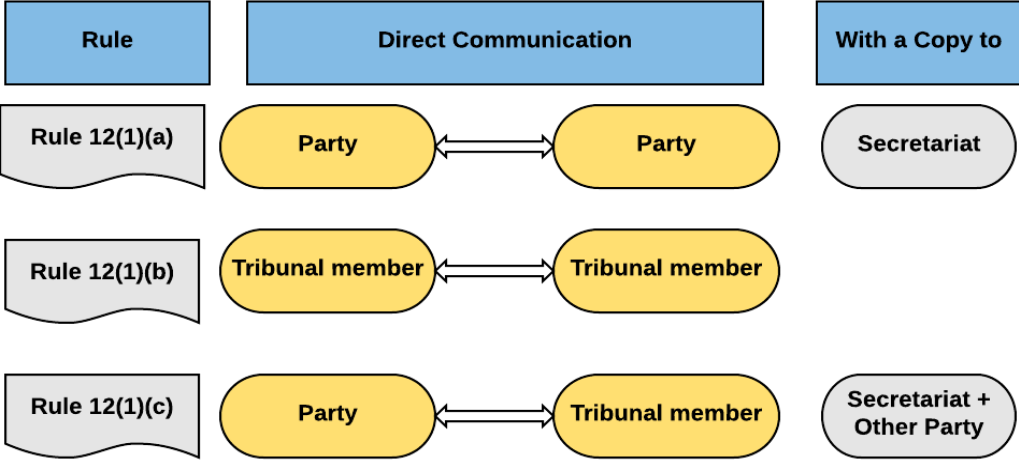 Rule
Direct Communication
With a Copy to
Rule 12(1)(a)
Party
Party
Secretariat
Rule 12(1)(b)
Tribunal member
Tribunal member
Rule 12(1)(c)
Party
Tribunal member
Secretariat +
Other Party